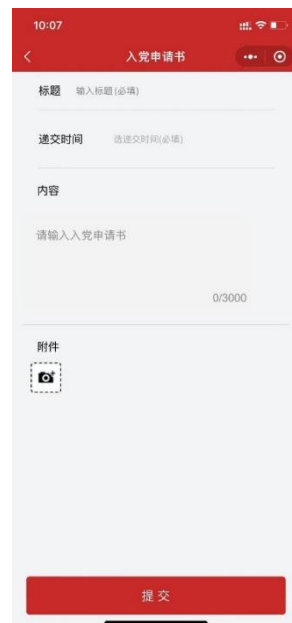 10:07
入党申请书
标题 输入标题(必填)
递交时间 选递交时间(必填)
内容
请输入入党申请书
0/3000
附件
提交